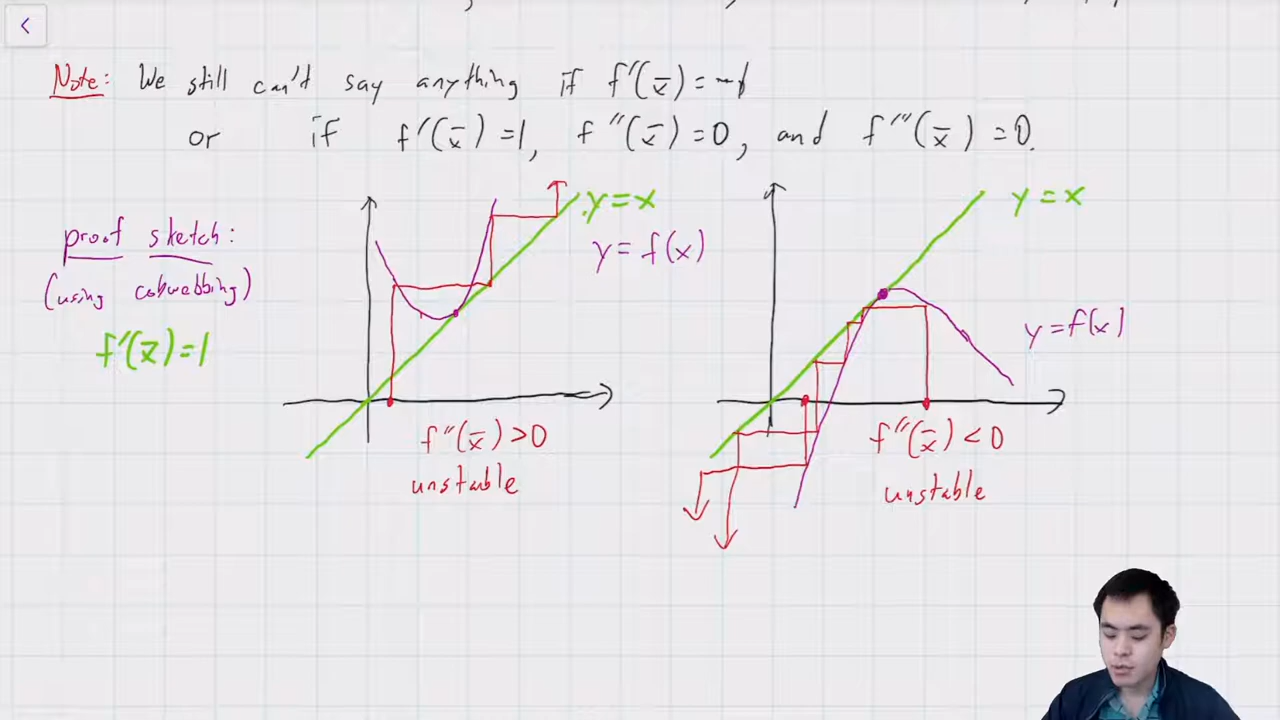 Note: We still can't say anything if f'(x̄) = -1
or if f'(x̄) = 1, f''(x̄) = 0, and f'''(x̄) = 0.
proof sketch:
(using cobwebbing)
f'(x̄) = 1
y = x
y = f(x)
f''(x̄) > 0
unstable
y = x
y = f(x)
f''(x̄) < 0
unstable